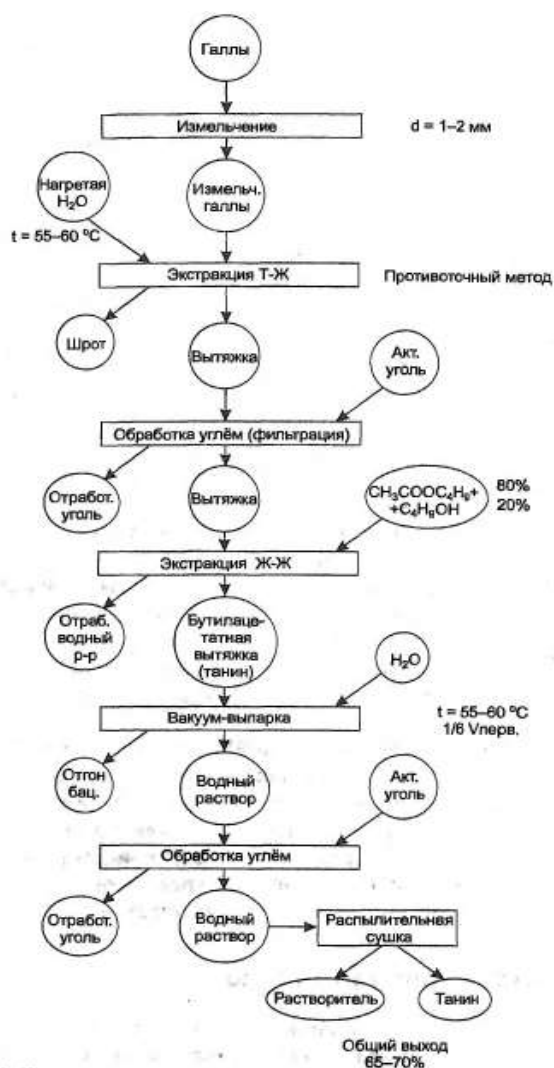 Галлы
Измельчение
d = 1–2 мм
Нагретая
H₂O
t = 55–60 ºC
Измельч.
галлы
Экстракция Т-Ж
Противоточный метод
Шрот
Вытяжка
Акт.
уголь
Обработка углём (фильтрация)
Отработ.
уголь
Вытяжка
CH₃COOC₄H₉+
+C₄H₉OH
80%
20%
Экстракция Ж-Ж
Отраб.
водный
р-р
Бутилаце-
татная
вытяжка
(танин)
H₂O
Вакуум-выпарка
t = 55–60 ºC
1/6 Vперв.
Отгон
бац.
Водный
раствор
Акт.
уголь
Обработка углём
Отработ.
уголь
Водный
раствор
Распылительная
сушка
Растворитель
Танин
Общий выход
65–70%